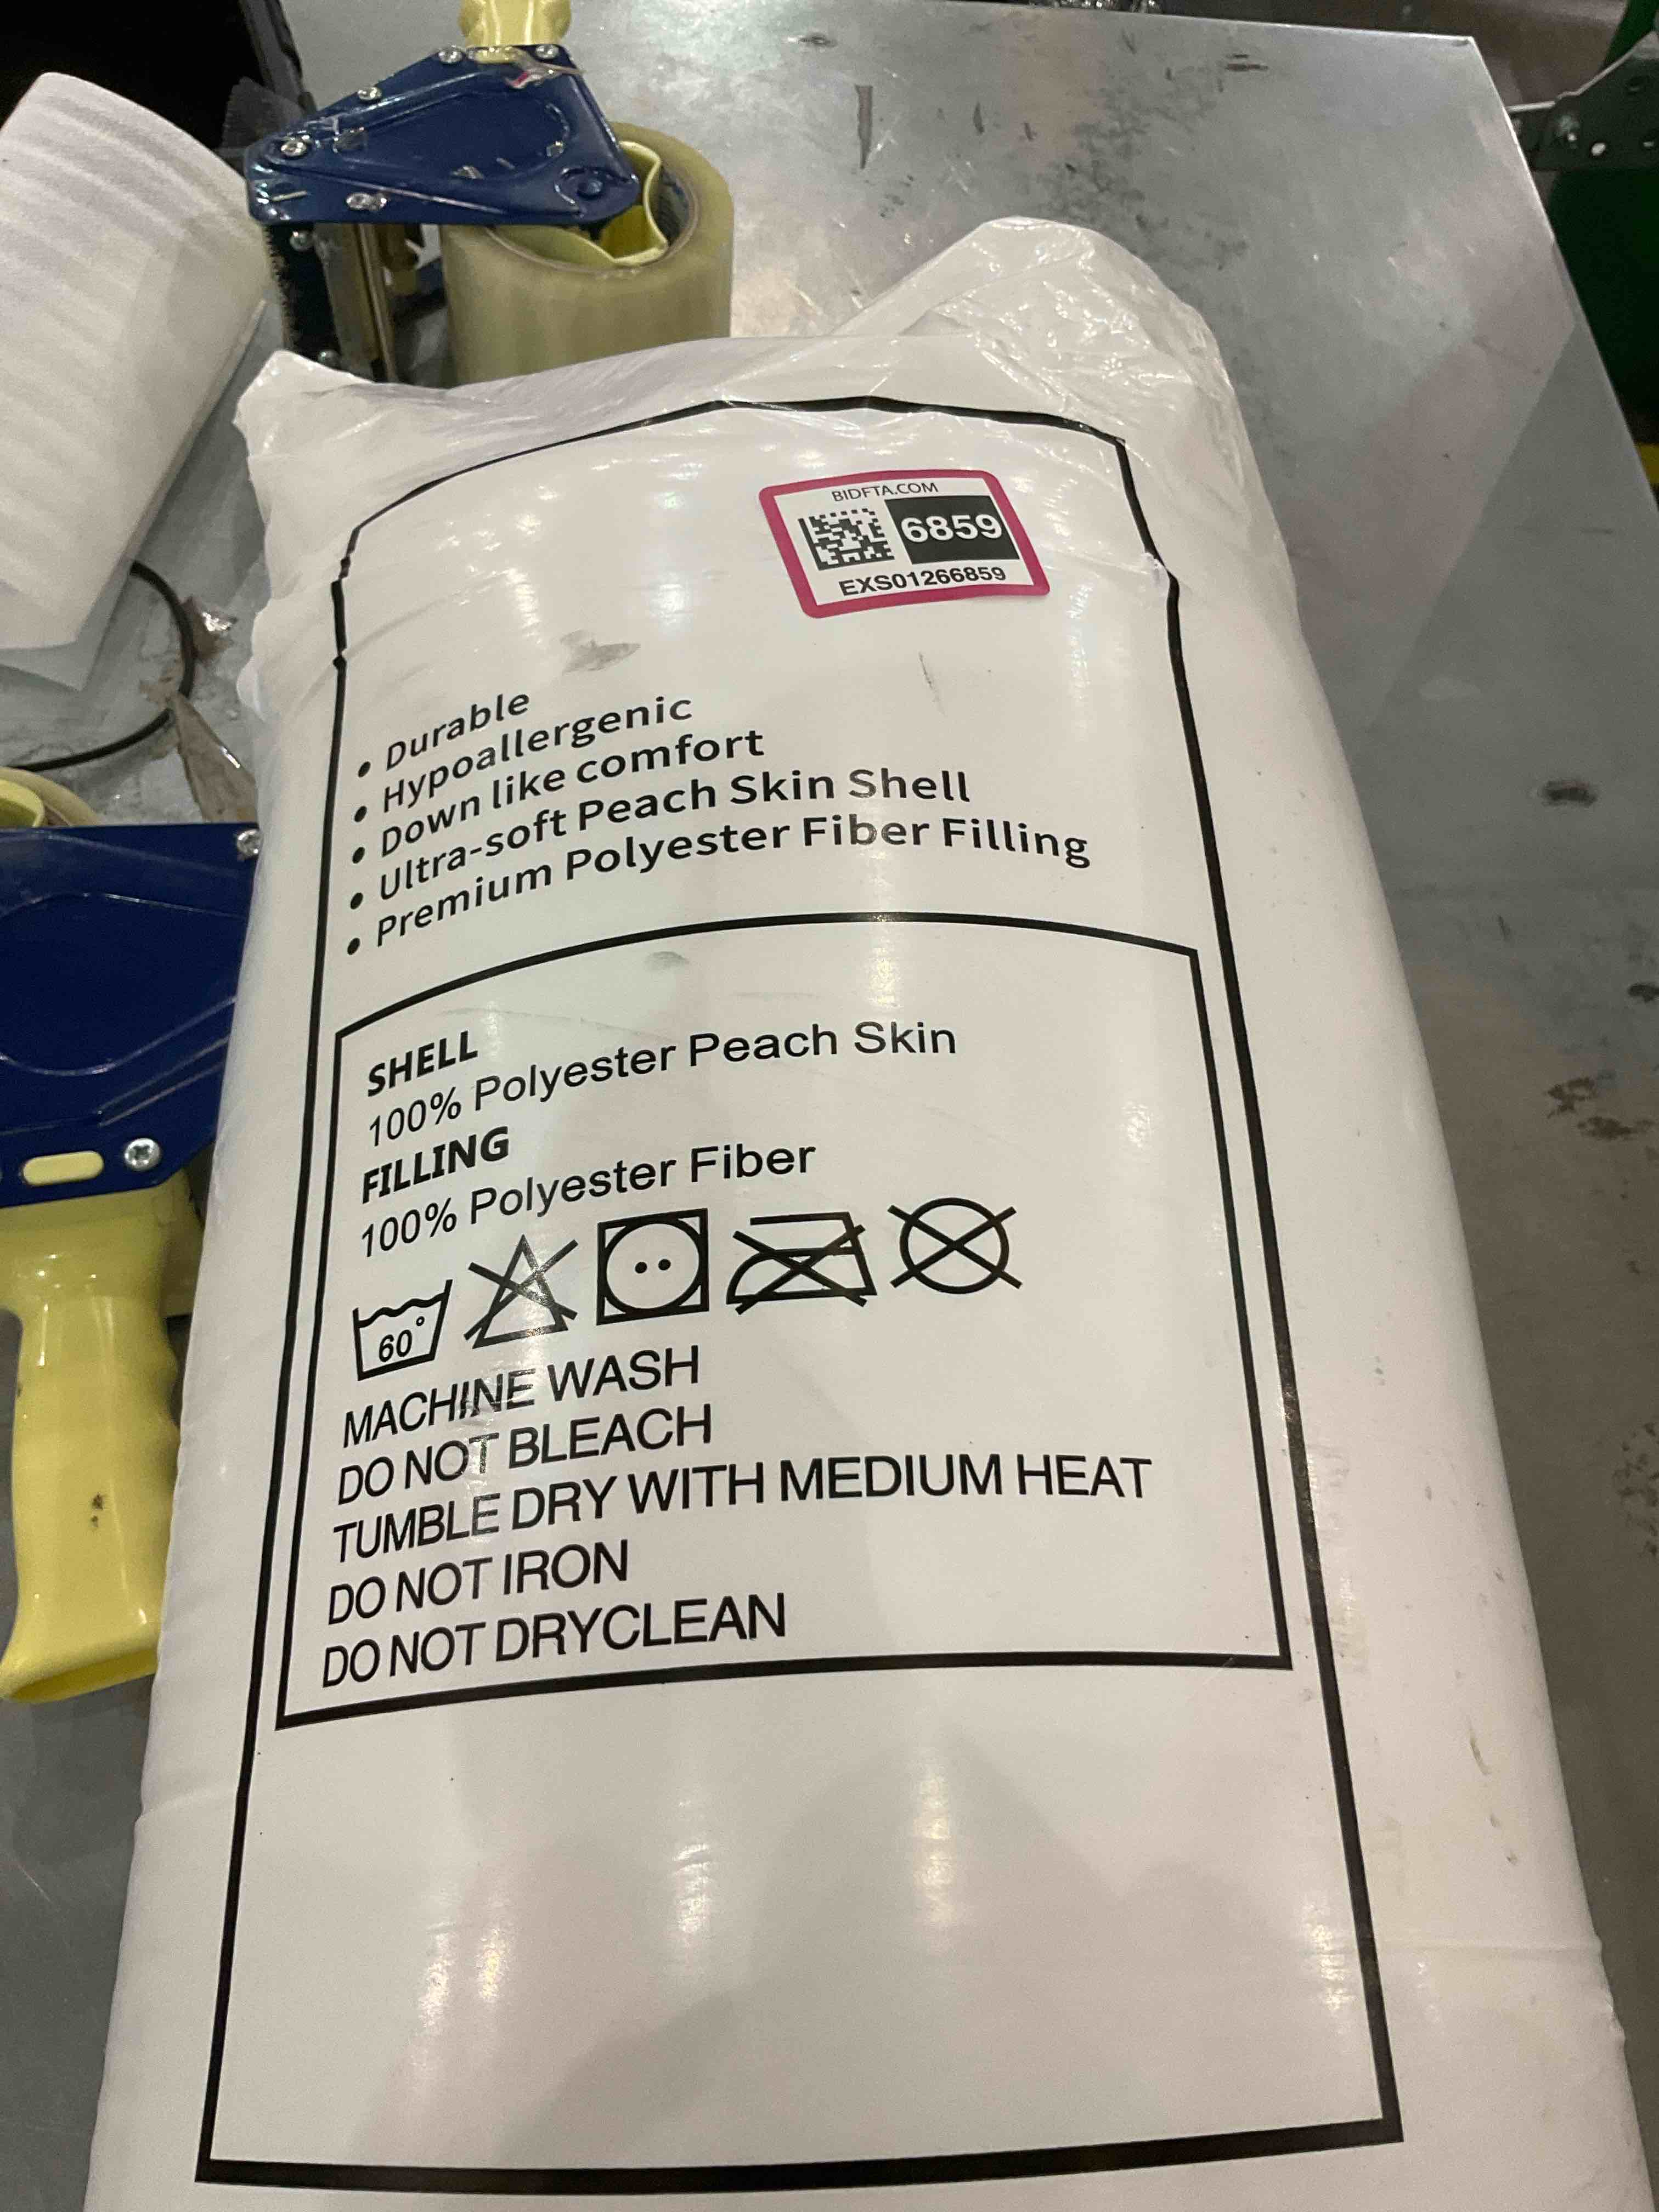 BIDFTA.COM
6859
EXS01266859
• Durable
• Hypoallergenic
• Down like comfort
• Ultra-soft Peach Skin Shell
• Premium Polyester Fiber Filling
SHELL
100% Polyester Peach Skin
FILLING
100% Polyester Fiber
60°
MACHINE WASH
DO NOT BLEACH
TUMBLE DRY WITH MEDIUM HEAT
DO NOT IRON
DO NOT DRYCLEAN